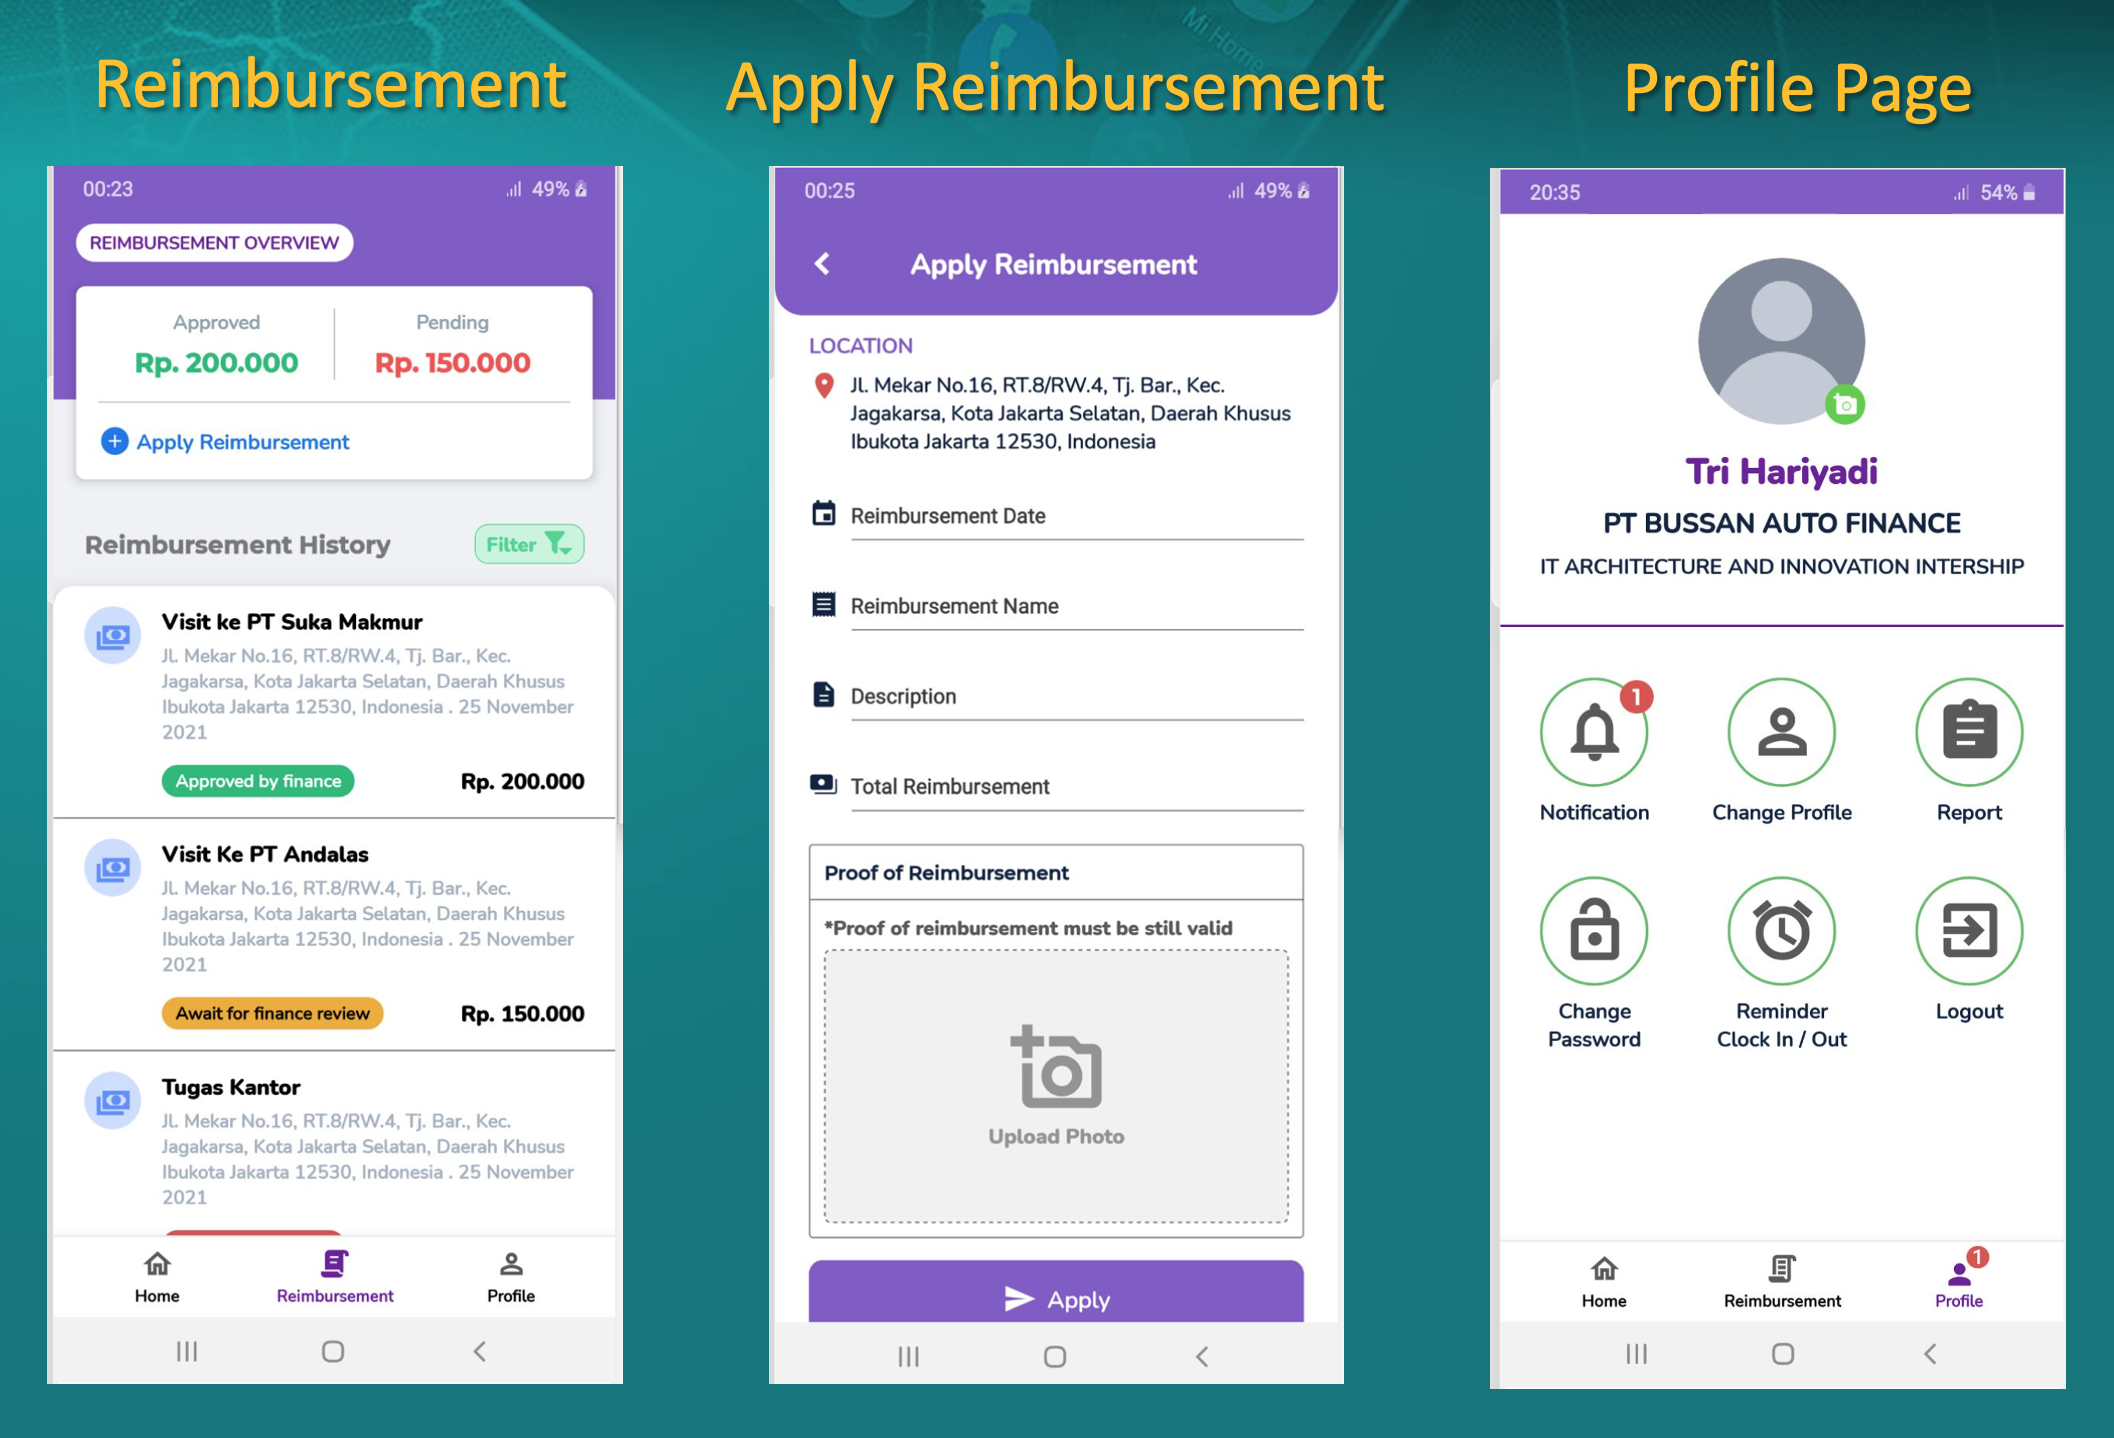 Mi Home
Reimbursement
00:23
49%
REIMBURSEMENT OVERVIEW
Approved
Pending
Rp. 200.000
Rp. 150.000
Apply Reimbursement
Reimbursement History
Filter
Visit ke PT Suka Makmur
Jl. Mekar No.16, RT.8/RW.4, Tj. Bar., Kec.
Jagakarsa, Kota Jakarta Selatan, Daerah Khusus
Ibukota Jakarta 12530, Indonesia . 25 November
2021
Approved by finance
Rp. 200.000
Visit Ke PT Andalas
Jl. Mekar No.16, RT.8/RW.4, Tj. Bar., Kec.
Jagakarsa, Kota Jakarta Selatan, Daerah Khusus
Ibukota Jakarta 12530, Indonesia . 25 November
2021
Await for finance review
Rp. 150.000
Tugas Kantor
Jl. Mekar No.16, RT.8/RW.4, Tj. Bar., Kec.
Jagakarsa, Kota Jakarta Selatan, Daerah Khusus
Ibukota Jakarta 12530, Indonesia . 25 November
2021
Home
Reimbursement
Profile
Apply Reimbursement
00:25
49%
Apply Reimbursement
LOCATION
Jl. Mekar No.16, RT.8/RW.4, Tj. Bar., Kec.
Jagakarsa, Kota Jakarta Selatan, Daerah Khusus
Ibukota Jakarta 12530, Indonesia
Reimbursement Date
Reimbursement Name
Description
Total Reimbursement
Proof of Reimbursement
*Proof of reimbursement must be still valid
Upload Photo
Apply
Profile Page
20:35
54%
Tri Hariyadi
PT BUSSAN AUTO FINANCE
IT ARCHITECTURE AND INNOVATION INTERSHIP
1
Notification
Change Profile
Report
Change
Password
Reminder
Clock In / Out
Logout
1
Home
Reimbursement
Profile